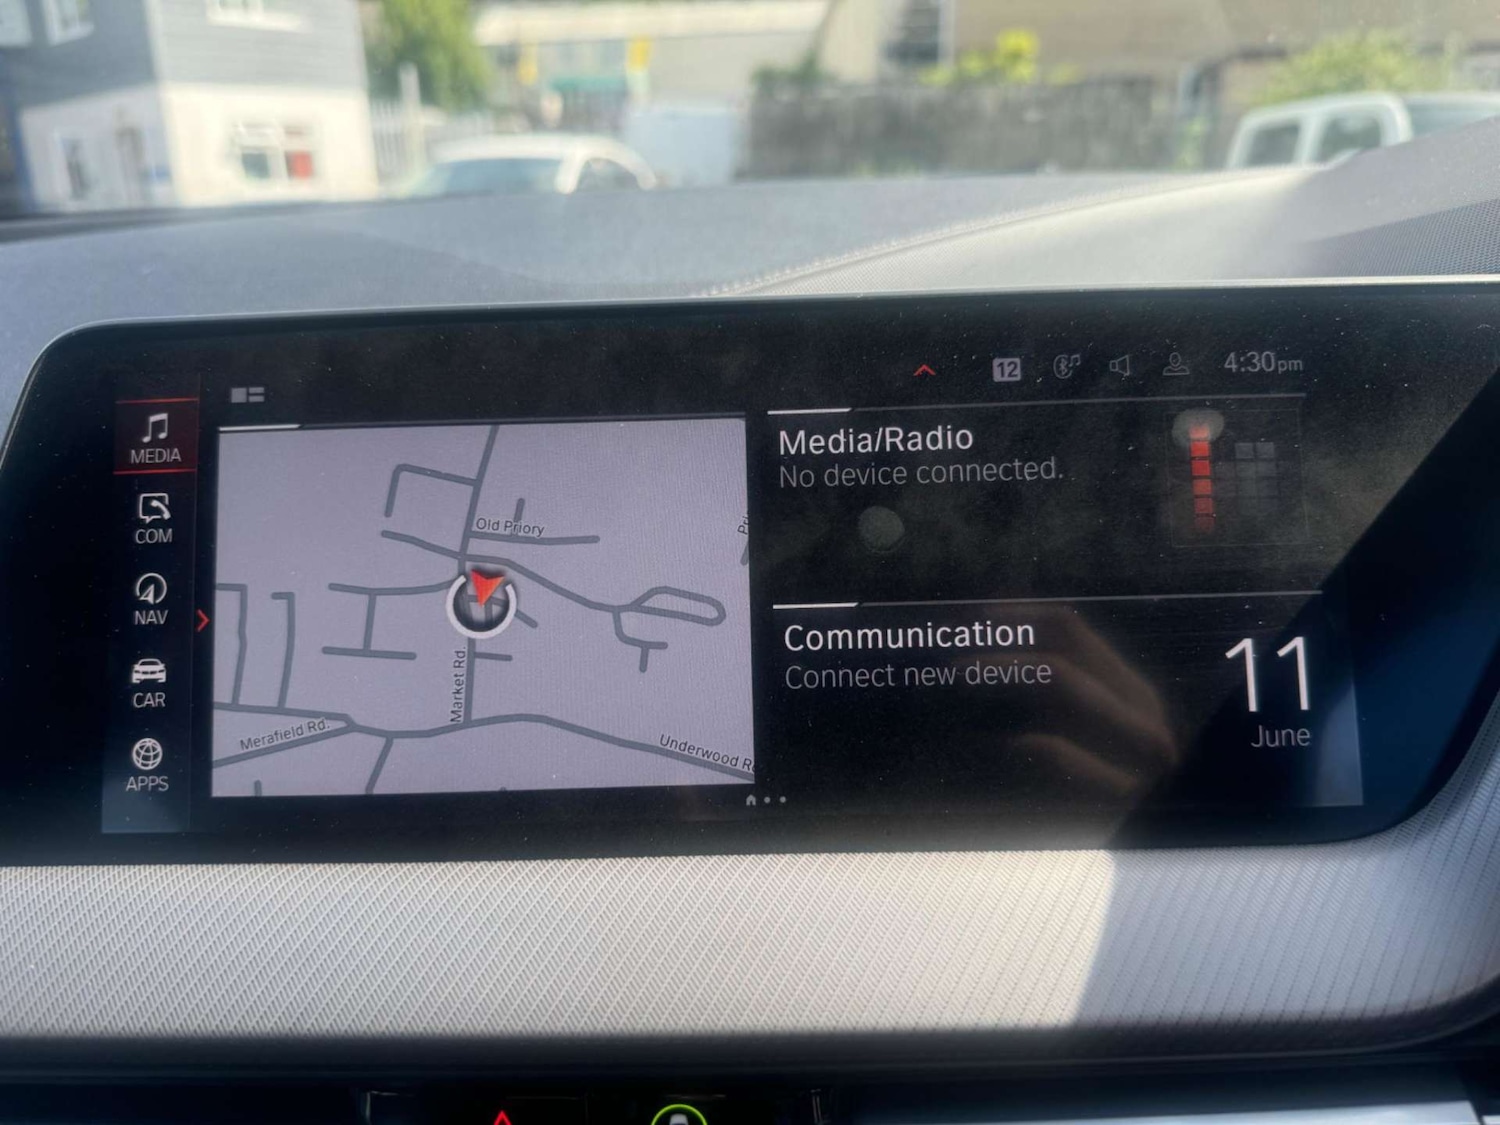 12
4:30pm
MEDIA
COM
NAV
CAR
APPS
Old Priory
Market Rd.
Merafield Rd.
Underwood R
Media/Radio
No device connected.
Communication
Connect new device
11
June